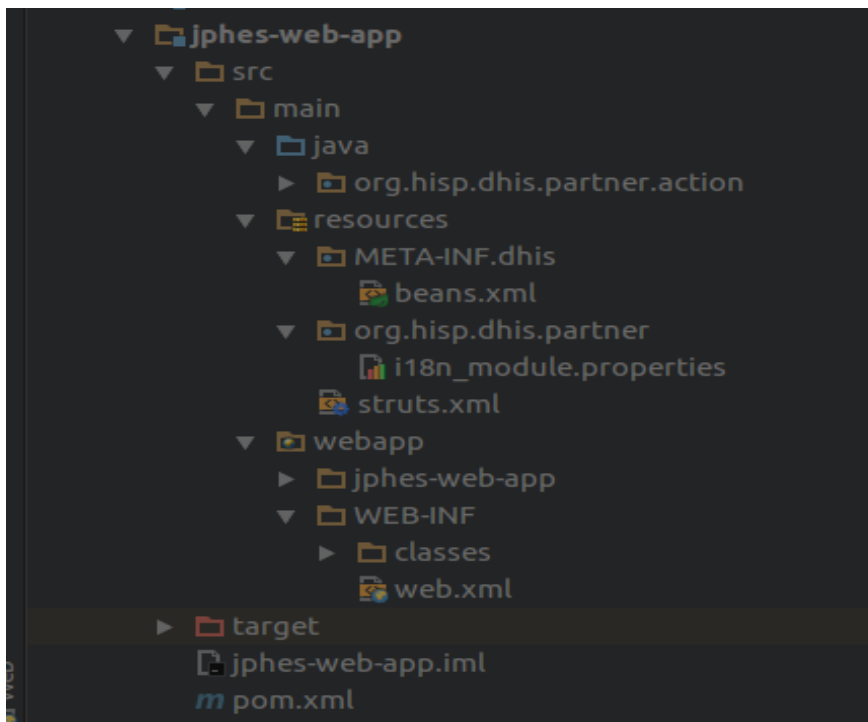 jphes-web-app
src
main
java
org.hisp.dhis.partner.action
resources
META-INF.dhis
beans.xml
org.hisp.dhis.partner
i18n_module.properties
struts.xml
webapp
jphes-web-app
WEB-INF
classes
web.xml
target
jphes-web-app.iml
pom.xml
Web